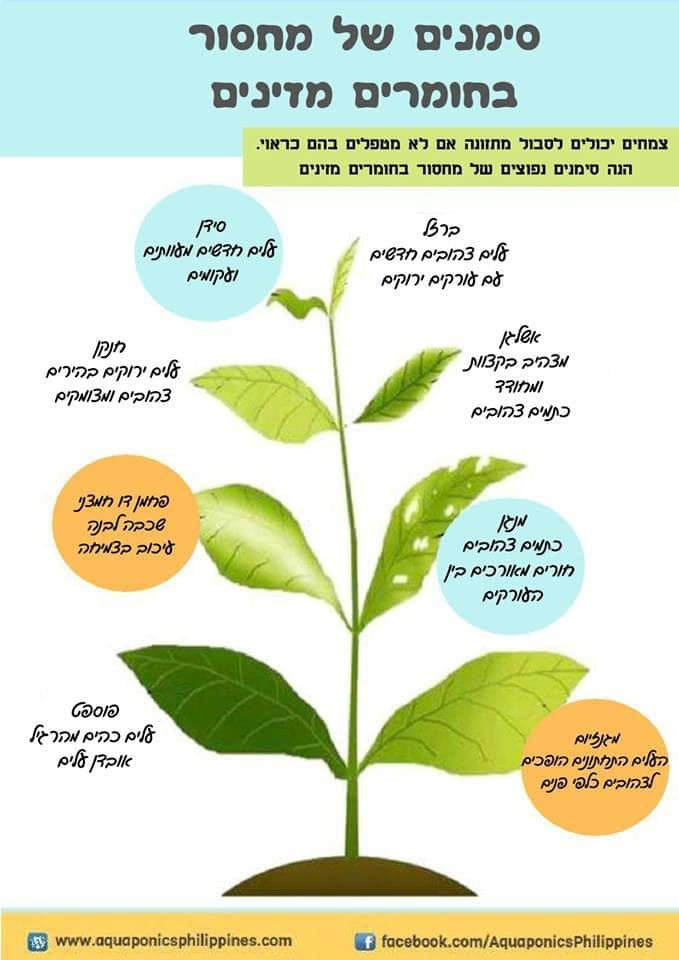 סימנים של מחסור
בחומרים מדינים
צמחים יכולים לסבול מתזונה אם לא מטפלים בהם כראוי.
הנה סימנים נפוצים של מחסור בחומרים מזינים
סידן
עלים חדשים מעוותים
ועקומים
ברזל
עלים צהובים חדשים
עם עורקים ירוקים
חנקן
עלים ירוקים בהירים
צהובים ומצומקים
אשלגן
מצהיב בקצוות
ומחודד
כתמים צהובים
פחמן דו חמצני
שכבה לבנה
עיכוב בצמיחה
מנגן
כתמים צהובים
חורים מאורכים בין
העורקים
פוספט
עלים כהים מהרגיל
אובדן עלים
מגנזיום
העלים התחתונים הופכים
לצהובים כלפי פנים
www.aquaponicsphilippines.com
facebook.com/AquaponicsPhilippines